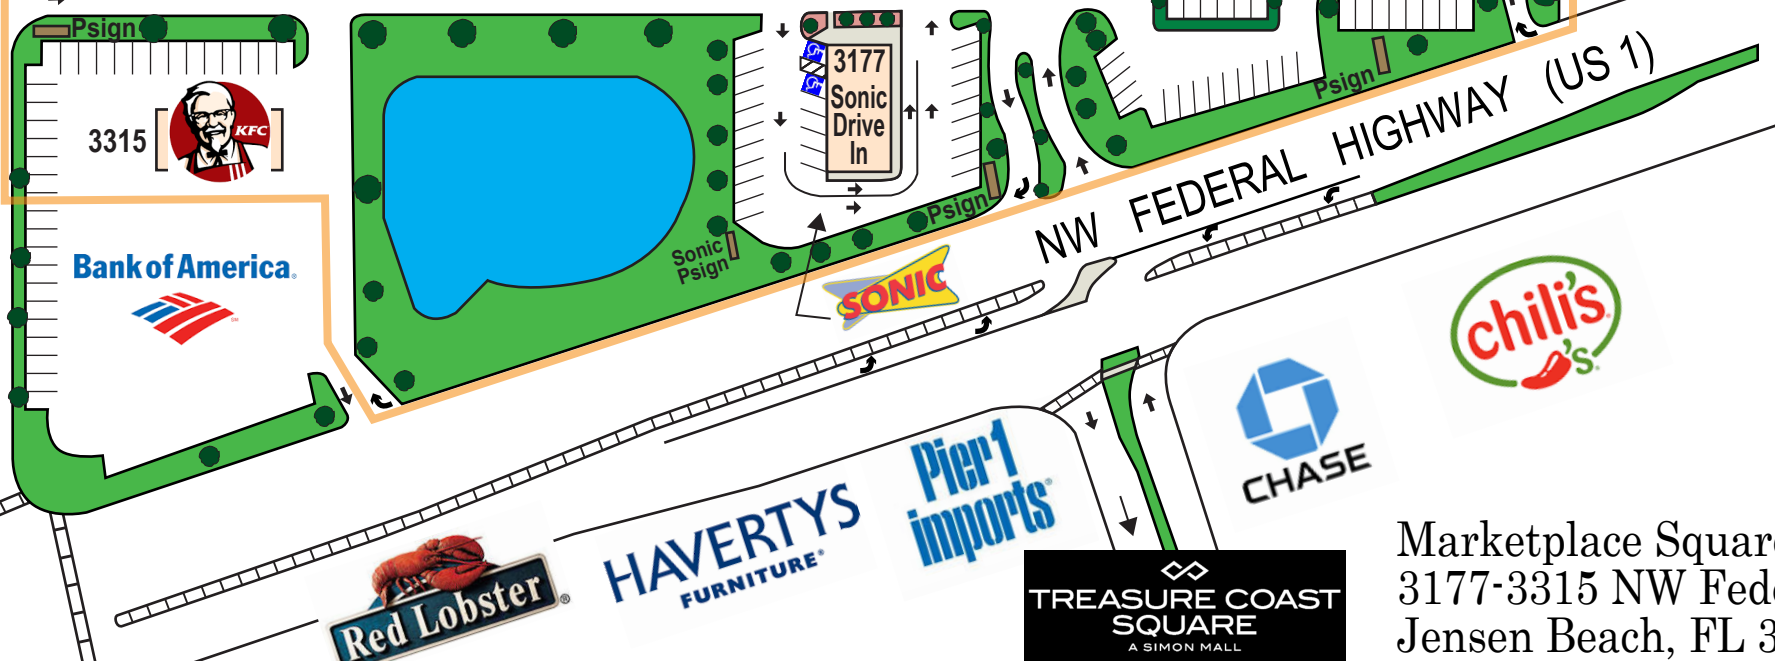 Psign
3315
KFC
Bank of America
3177
Sonic
Drive
In
Psign
Sonic
Psign
SONIC
Psign
NW FEDERAL HIGHWAY (US 1)
chili's
CHASE
Pier 1
imports
HAVERTYS
FURNITURE
Red Lobster
TREASURE COAST
SQUARE
A SIMON MALL
Marketplace Square
3177-3315 NW Fede
Jensen Beach, FL 3